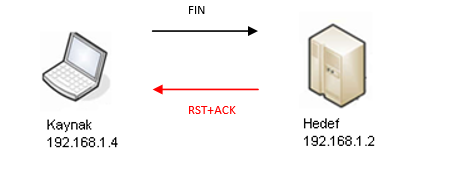 FIN
RST+ACK
Kaynak
192.168.1.4
Hedef
192.168.1.2